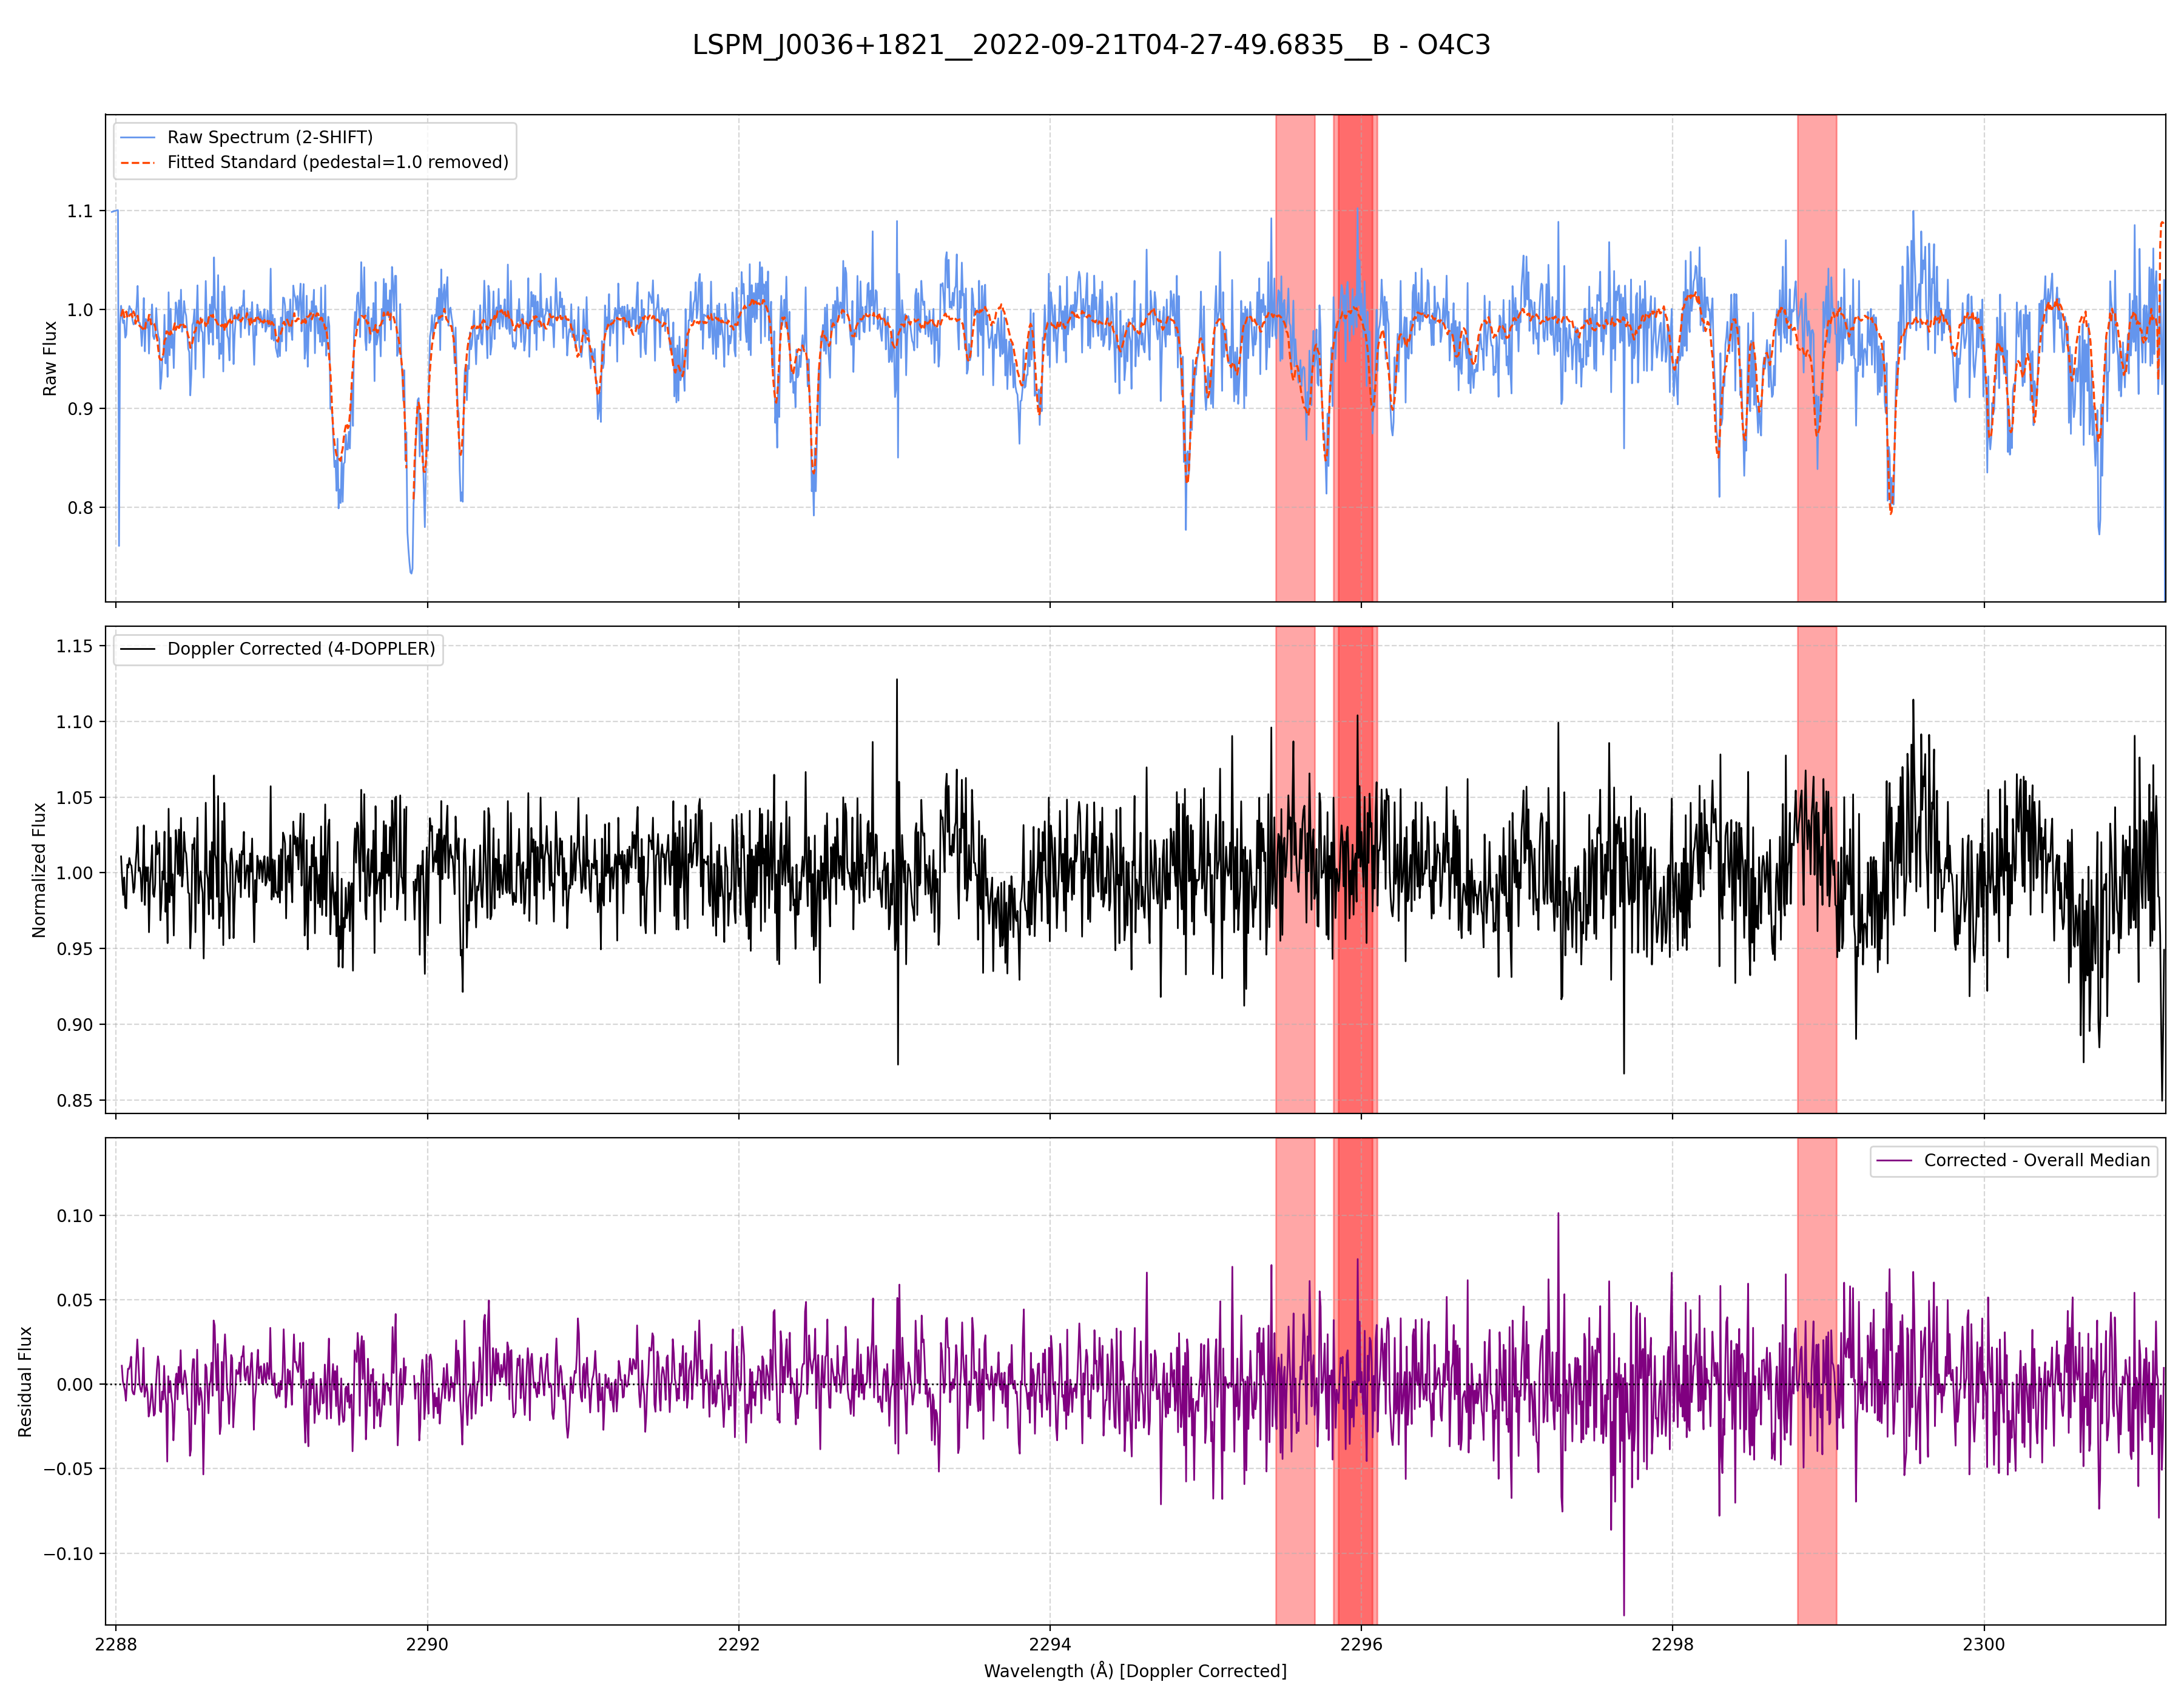 LSPM_J0036+1821__2022-09-21T04-27-49.6835__B - O4C3
Raw Spectrum (2-SHIFT)
Fitted Standard (pedestal=1.0 removed)
Raw Flux
1.1
1.0
0.9
0.8
Doppler Corrected (4-DOPPLER)
Normalized Flux
1.15
1.10
1.05
1.00
0.95
0.90
0.85
Corrected - Overall Median
Residual Flux
0.10
0.05
0.00
−0.05
−0.10
2288 2290 2292 2294 2296 2298 2300
Wavelength (Å) [Doppler Corrected]